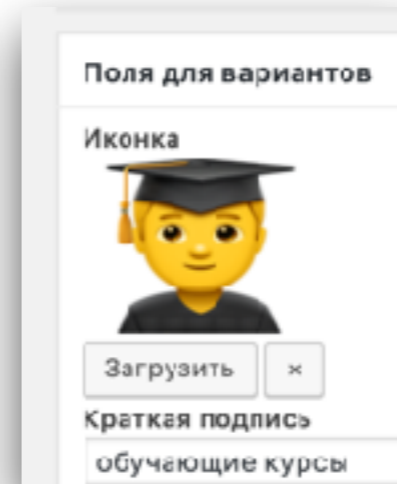 Поля для вариантов
Иконка
Загрузить ×
Краткая подпись
обучающие курсы